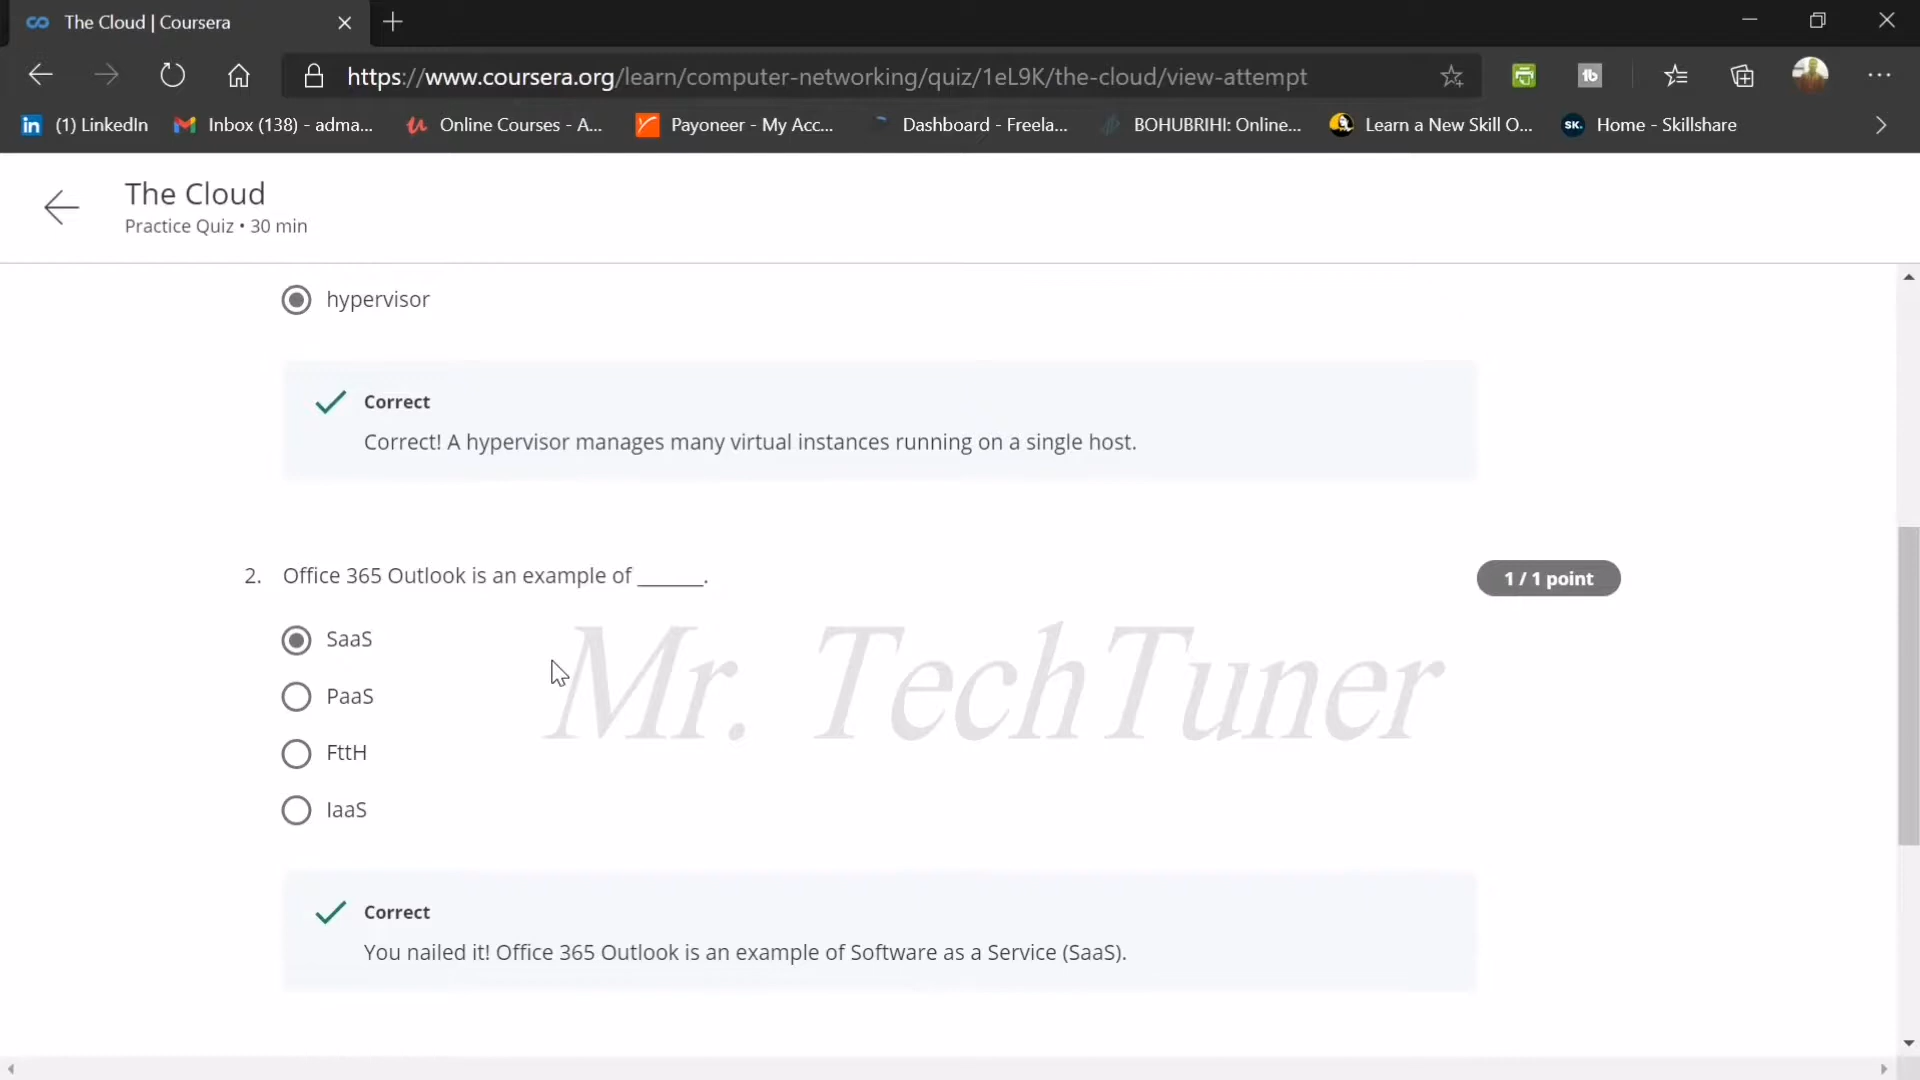 The Cloud | Coursera
https://www.coursera.org/learn/computer-networking/quiz/1eL9K/the-cloud/view-attempt
in (1) LinkedIn Inbox (138) - adma... Online Courses - A... Payoneer - My Acc... Dashboard - Freela... BOHUBRIHI: Online... Learn a New Skill O... SK. Home - Skillshare
The Cloud
Practice Quiz • 30 min
hypervisor
Correct
Correct! A hypervisor manages many virtual instances running on a single host.
2. Office 365 Outlook is an example of ______.
1 / 1 point
SaaS
Mr. TechTuner
PaaS
FttH
IaaS
Correct
You nailed it! Office 365 Outlook is an example of Software as a Service (SaaS).